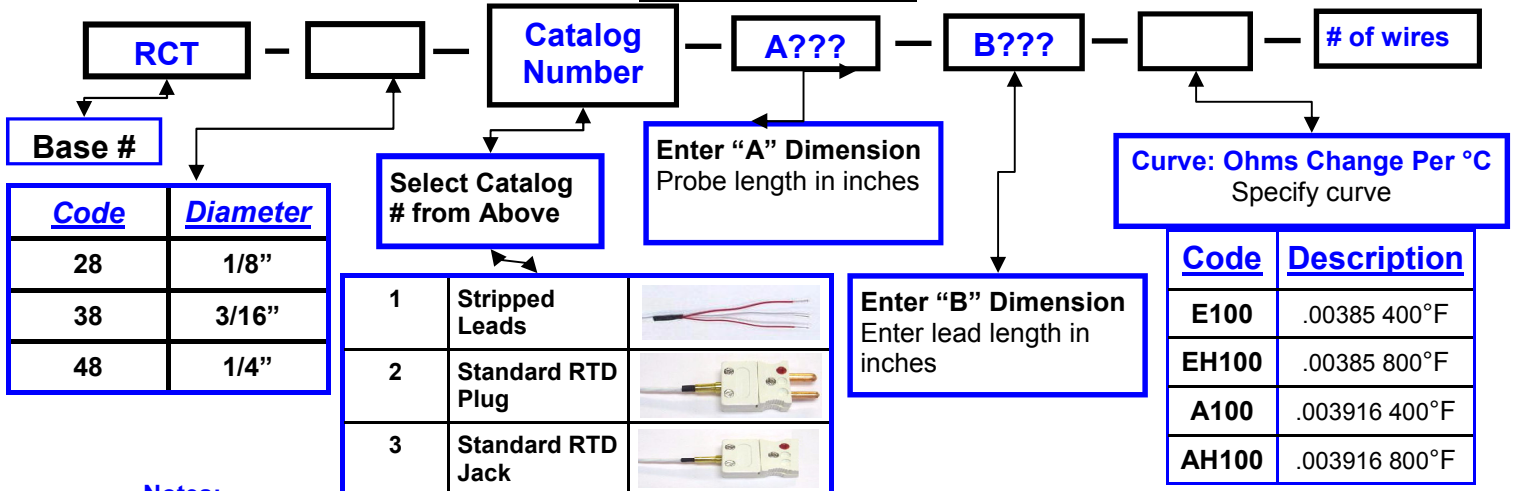 RCT – – Catalog Number – A??? – B??? – – # of wires
Base #
Code Diameter
28 1/8”
38 3/16”
48 1/4”
Select Catalog
# from Above
1 Stripped
Leads
2 Standard RTD
Plug
3 Standard RTD
Jack
Enter “A” Dimension
Probe length in inches
Enter “B” Dimension
Enter lead length in
inches
Curve: Ohms Change Per °C
Specify curve
Code Description
E100 .00385 400°F
EH100 .00385 800°F
A100 .003916 400°F
AH100 .003916 800°F
Notes: